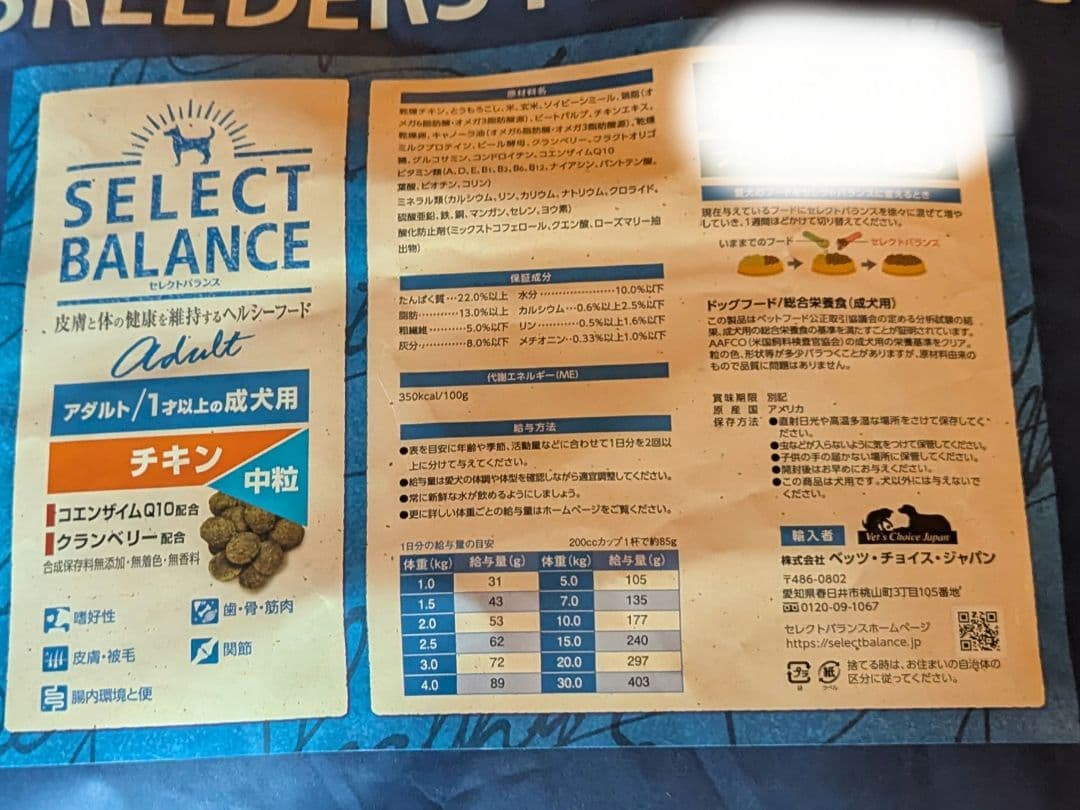 SELECT
BALANCE
セレクトバランス
皮膚と体の健康を維持するヘルシーフード
adult
アダルト/1才以上の成犬用
チキン
中粒
コエンザイムQ10配合
クランベリー配合
合成保存料無添加・無着色・無香料
嗜好性
歯・骨・筋肉
皮膚・被毛
関節
腸内環境と便
原材料名
乾燥チキン、とうもろこし、米、玄米、ソイビーンミール、鶏脂(オ
メガ6脂肪酸・オメガ3脂肪酸源)、ビートパルプ、チキンエキス、
乾燥卵、キャノーラ油(オメガ6脂肪酸・オメガ3脂肪酸源)、乾燥
ミルクプロテイン、ビール酵母、クランベリー、フラクトオリゴ
糖、グルコサミン、コンドロイチン、コエンザイムQ10
ビタミン類(A、D、E、B1、B2、B6、B12、ナイアシン、パントテン酸、
葉酸、ビオチン、コリン)
ミネラル類(カルシウム、リン、カリウム、ナトリウム、クロライド、
硫酸亜鉛、鉄、銅、マンガン、セレン、ヨウ素)
酸化防止剤(ミックストコフェロール、クエン酸、ローズマリー抽
出物)
保証成分
たんぱく質…22.0%以上 水分………………10.0%以下
脂肪…………13.0%以上 カルシウム…0.6%以上2.5%以下
粗繊維…………5.0%以下 リン…………0.5%以上1.6%以下
灰分……………8.0%以下 メチオニン…0.33%以上1.0%以下
代謝エネルギー(ME)
350kcal/100g
給与方法
●表を目安に年齢や季節、活動量などに合わせて1日分を2回以
上に分けて与えてください。
●給与量は愛犬の体調や体型を確認しながら適宜調整してください。
●常に新鮮な水が飲めるようにしましょう。
●更に詳しい体重ごとの給与量はホームページをご覧ください。
1日分の給与量の目安 200ccカップ1杯で約85g
体重(kg) 給与量(g) 体重(kg) 給与量(g)
1.0 31 5.0 105
1.5 43 7.0 135
2.0 53 10.0 177
2.5 62 15.0 240
3.0 72 20.0 297
4.0 89 30.0 403
愛犬のフードをセレクトバランスに変えるとき
現在与えているフードにセレクトバランスを徐々に混ぜて増や
していき、1週間ほどかけて切り替えてください。
いままでのフード セレクトバランス
ドッグフード/総合栄養食(成犬用)
この製品はペットフード公正取引協議会の定める分析試験の結
果、成犬用の総合栄養食の基準を満たすことが証明されています。
AAFCO(米国飼料検査官協会)の成犬用の栄養基準をクリア。
粒の色、形状等が多少バラつくことがありますが、原材料由来の
もので品質に問題はありません。
賞味期限 別記
原産国 アメリカ
保存方法 ●直射日光や高温多湿な場所をさけて保存してく
ださい。
●虫などが入らないように気をつけて保管してください。
●子供の手の届かない場所に保管してください。
●開封後はお早めにお与えください。
●この商品は犬用です。犬以外には与えないで
ください。
輸入者
Vet's Choice Japan
株式会社 ベッツ・チョイス・ジャパン
〒486-0802
愛知県春日井市桃山町3丁目105番地
0120-09-1067
セレクトバランスホームページ
https://selectbalance.jp
プラ
袋
紙
ラベル
捨てる時は、お住まいの自治体の
区分に従ってください。